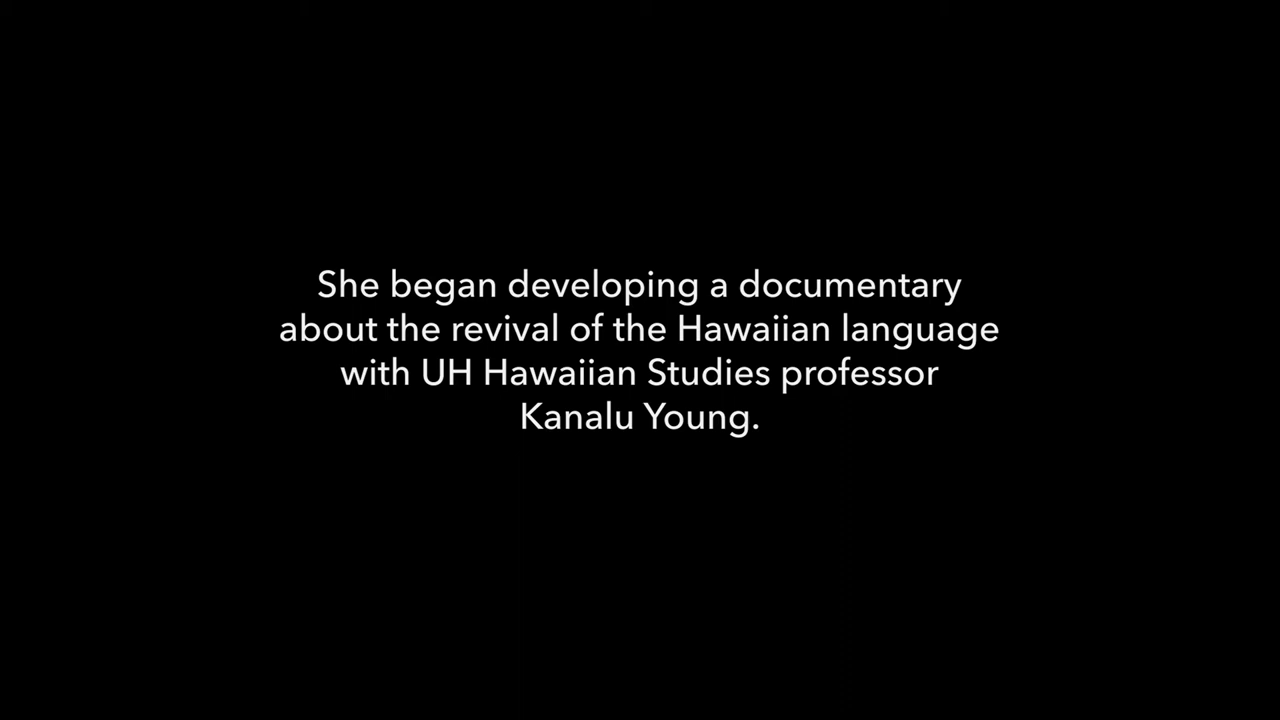 She began developing a documentary
about the revival of the Hawaiian language
with UH Hawaiian Studies professor
Kanalu Young.